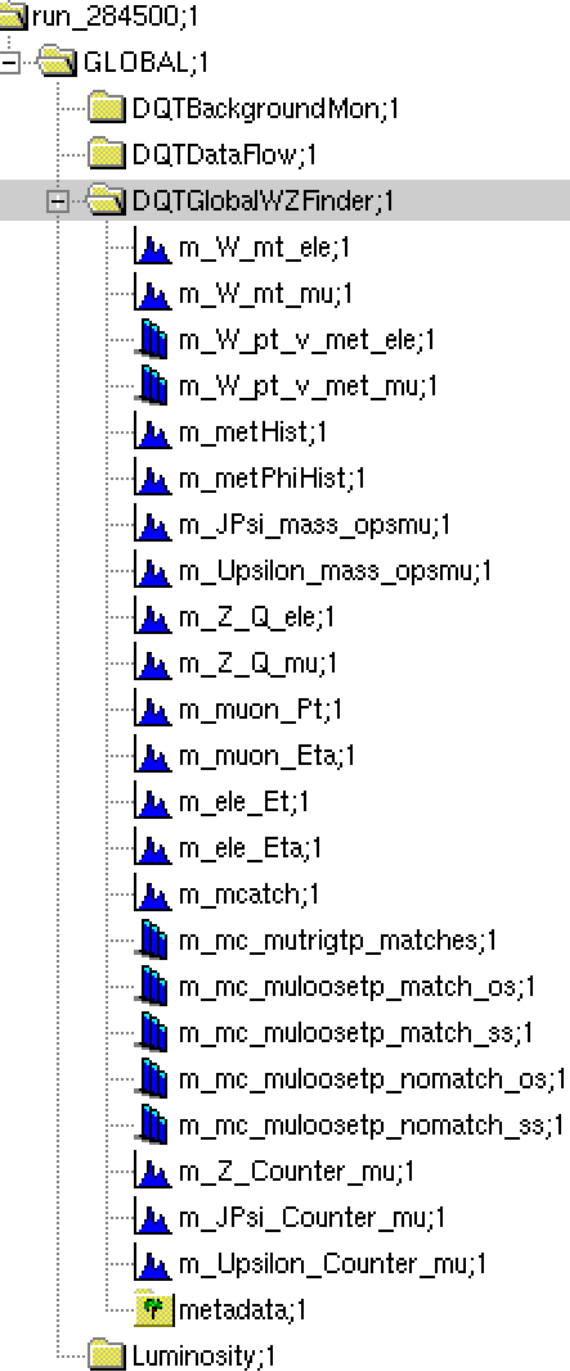 run_284500;1
GLOBAL;1
DQTBackgroundMon;1
DQTDataFlow;1
DQTGlobalWZFinder;1
m_W_mt_ele;1
m_W_mt_mu;1
m_W_pt_v_met_ele;1
m_W_pt_v_met_mu;1
m_metHist;1
m_metPhiHist;1
m_JPsi_mass_opsmu;1
m_Upsilon_mass_opsmu;1
m_Z_Q_ele;1
m_Z_Q_mu;1
m_muon_Pt;1
m_muon_Eta;1
m_ele_Et;1
m_ele_Eta;1
m_mcatch;1
m_mc_mutrigtp_matches;1
m_mc_muloosetp_match_os;1
m_mc_muloosetp_match_ss;1
m_mc_muloosetp_nomatch_os;1
m_mc_muloosetp_nomatch_ss;1
m_Z_Counter_mu;1
m_JPsi_Counter_mu;1
m_Upsilon_Counter_mu;1
metadata;1
Luminosity;1